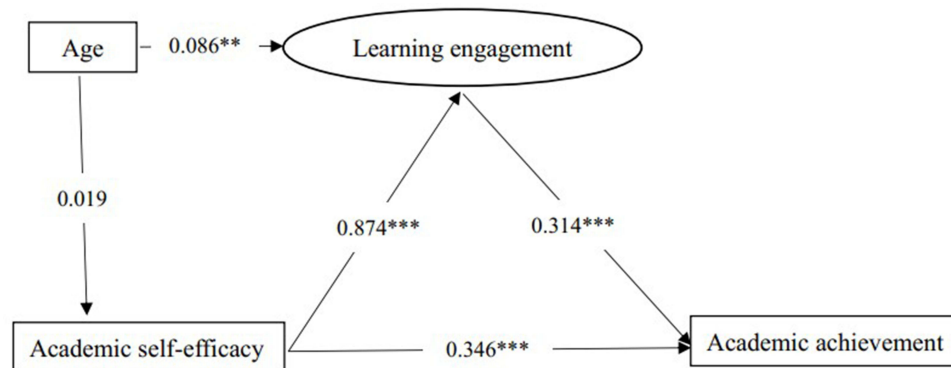 Age
0.086**
Learning engagement
0.019
0.874***
0.314***
Academic self-efficacy
0.346***
Academic achievement